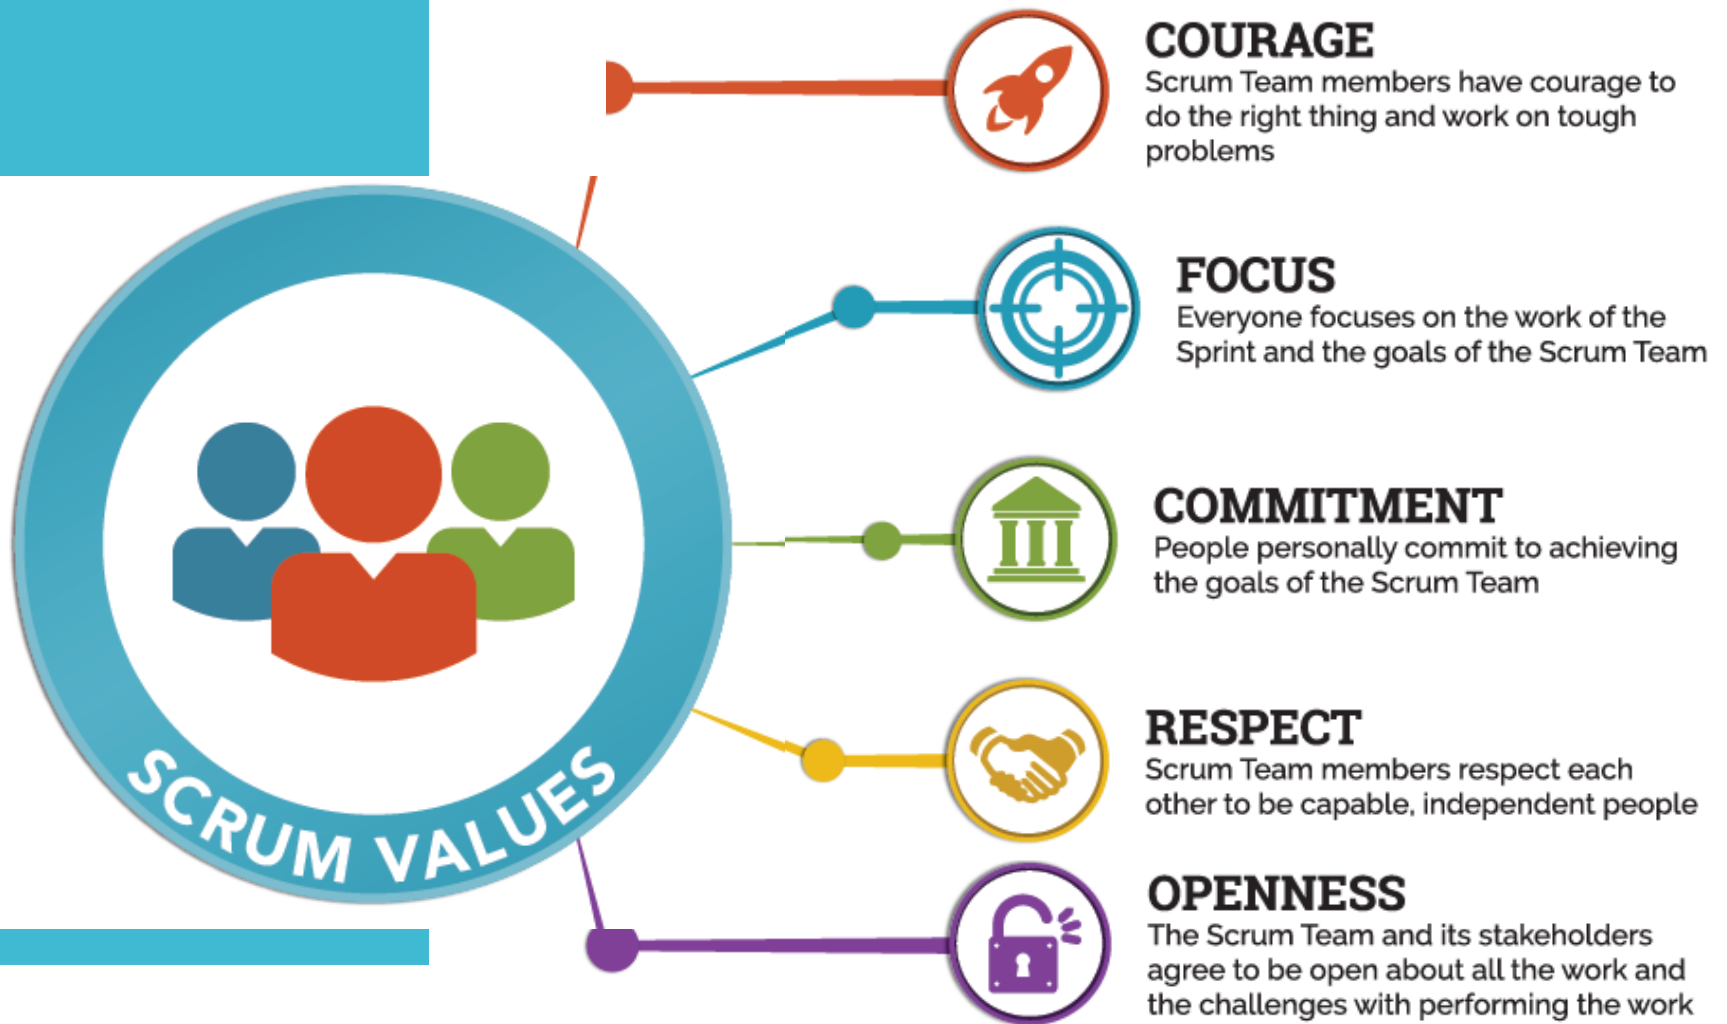 COURAGE
Scrum Team members have courage to
do the right thing and work on tough
problems
FOCUS
Everyone focuses on the work of the
Sprint and the goals of the Scrum Team
COMMITMENT
People personally commit to achieving
the goals of the Scrum Team
RESPECT
Scrum Team members respect each
other to be capable, independent people
SCRUM VALUES
OPENNESS
The Scrum Team and its stakeholders
agree to be open about all the work and
the challenges with performing the work